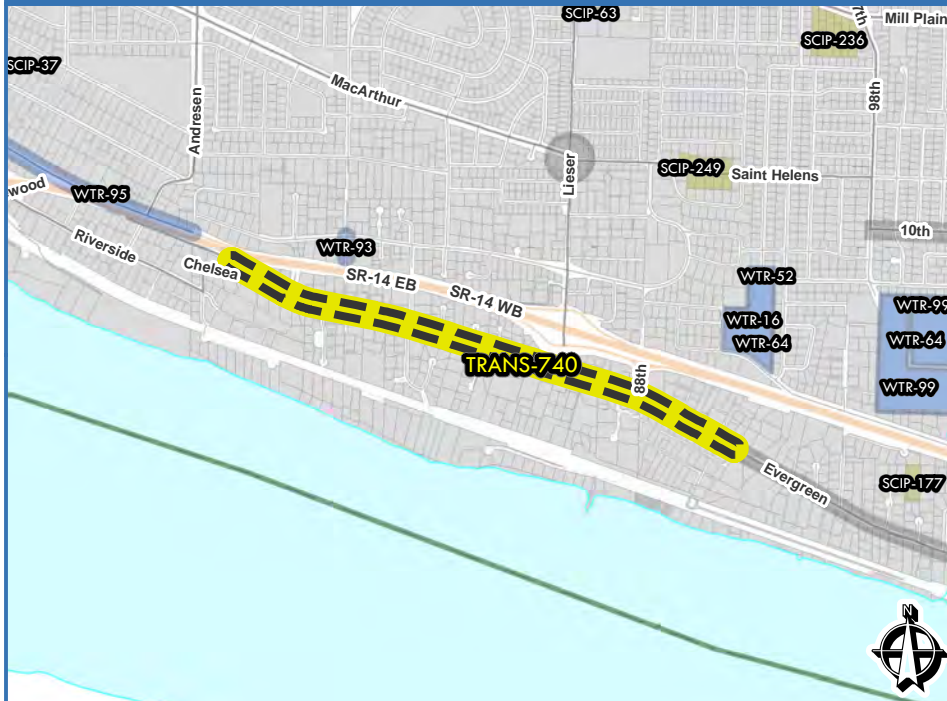 SCIP-63
7th
Mill Plain
SCIP-236
SCIP-37
MacArthur
98th
Andresen
Lieser
SCIP-249
Saint Helens
wood
WTR-95
Riverside
WTR-93
10th
Chelsea
SR-14 EB
WTR-52
SR-14 WB
WTR-99
WTR-16
WTR-64
WTR-64
TRANS-740
88th
WTR-99
Evergreen
SCIP-177
N